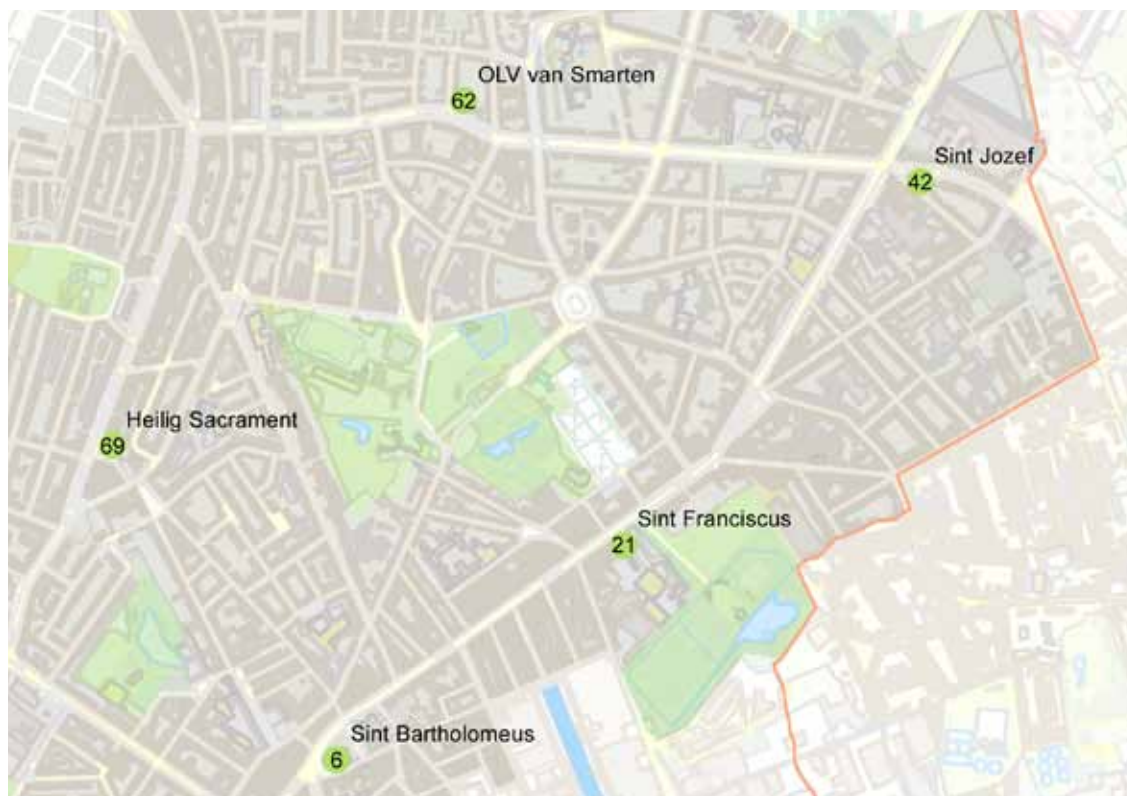 OLV van Smarten
62
Sint Jozef
42
Heilig Sacrament
69
Sint Franciscus
21
Sint Bartholomeus
6